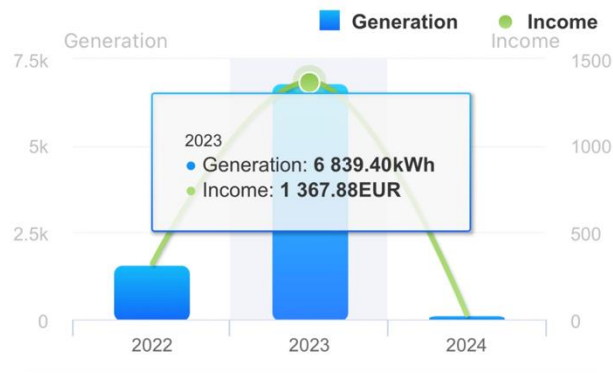 Generation Income
Generation Income
7.5k 1500
2023
Generation: 6 839.40kWh
Income: 1 367.88EUR
5k 1000
2.5k 500
0 0
2022 2023 2024